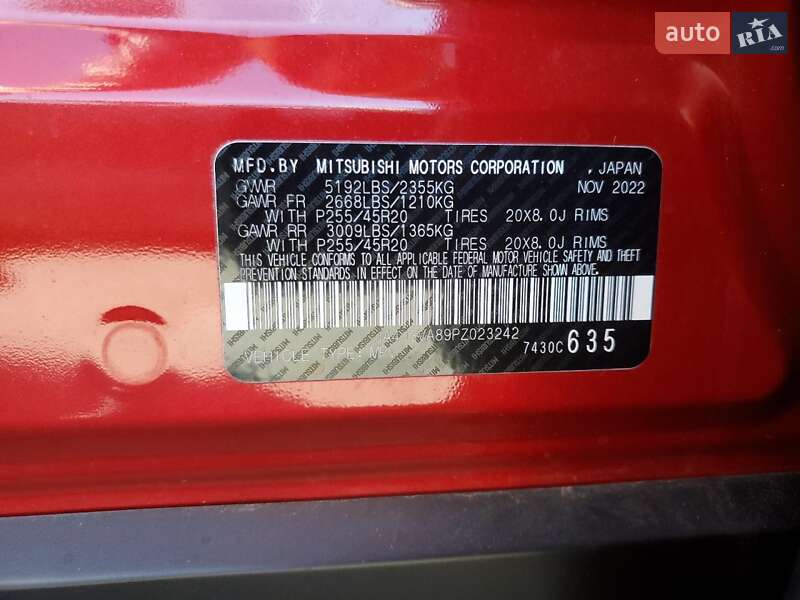 auto RIA.com
MFD.BY MITSUBISHI MOTORS CORPORATION , JAPAN
GVWR 5192LBS/2355KG NOV 2022
GAWR FR 2668LBS/1210KG
WITH P255/45R20 TIRES 20X8.0J RIMS
GAWR RR 3009LBS/1365KG
WITH P255/45R20 TIRES 20X8.0J RIMS
THIS VEHICLE CONFORMS TO ALL APPLICABLE FEDERAL MOTOR VEHICLE SAFETY AND THEFT
PREVENTION STANDARDS IN EFFECT ON THE DATE OF MANUFACTURE SHOWN ABOVE.
A89PZ023242
VEHICLE TYPE: 7430C 635